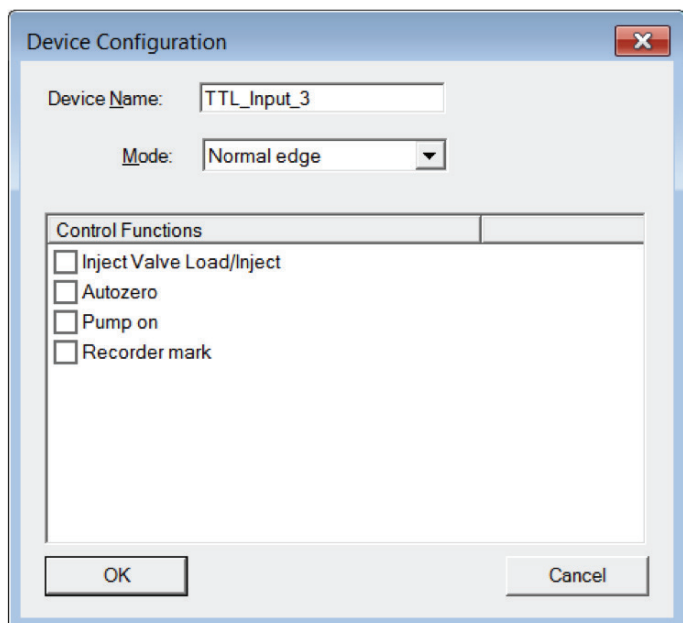 Device Configuration
Device Name: TTL_Input_3
Mode: Normal edge
Control Functions
Inject Valve Load/Inject
Autozero
Pump on
Recorder mark
OK Cancel